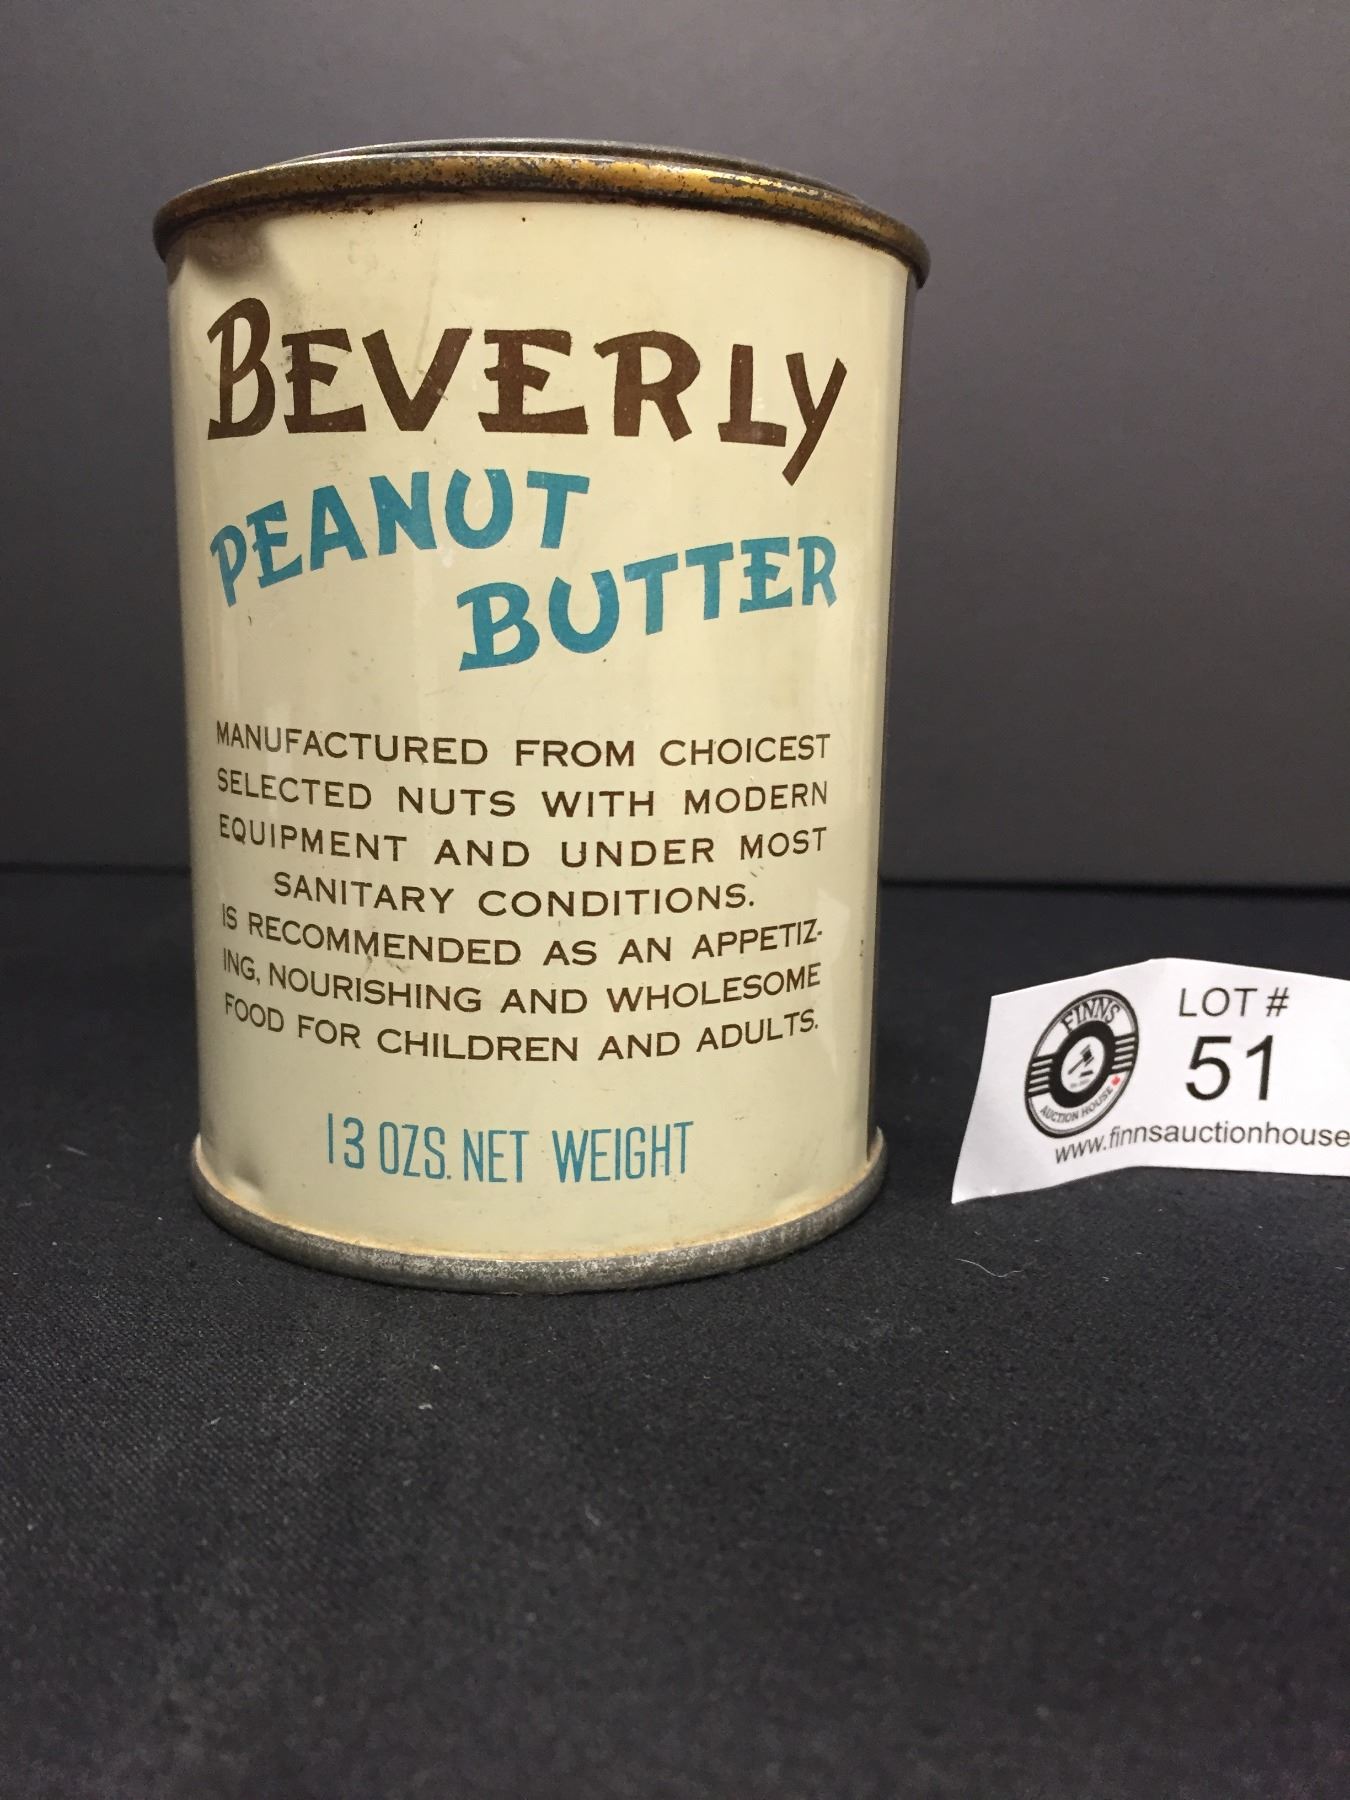 BEVERLY
PEANUT
BUTTER
MANUFACTURED FROM CHOICEST
SELECTED NUTS WITH MODERN
EQUIPMENT AND UNDER MOST
SANITARY CONDITIONS.
IS RECOMMENDED AS AN APPETIZ-
ING, NOURISHING AND WHOLESOME
FOOD FOR CHILDREN AND ADULTS.
13 OZS. NET WEIGHT
FINNS
AUCTION HOUSE
LOT #
51
www.finnsauctionhouse